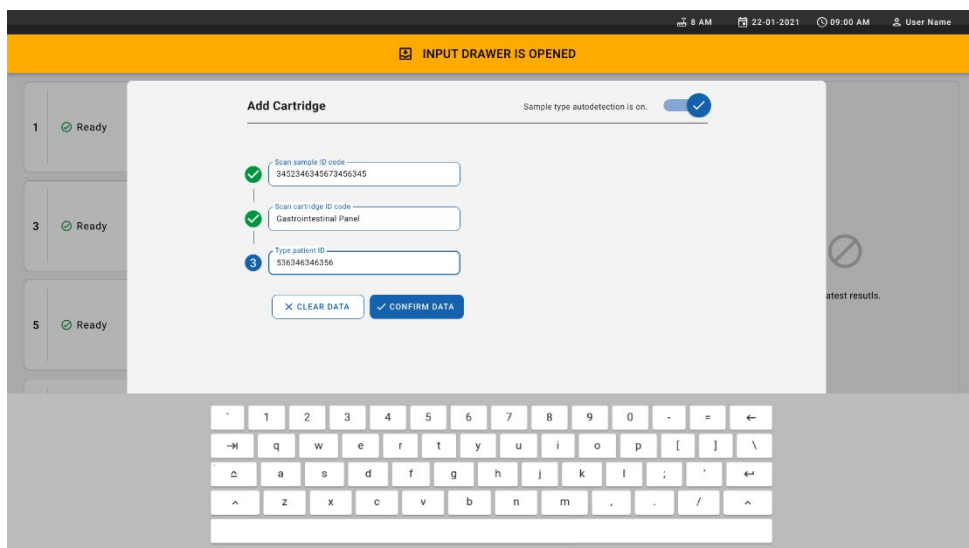 8 AM 22-01-2021 09:00 AM User Name
INPUT DRAWER IS OPENED
Add Cartridge Sample type autodetection is on.
1 Ready
Scan sample ID code
3452346345673456345
Scan cartridge ID code
3 Ready Gastrointestinal Panel
Type patient ID
3 536346346356
atest resutls.
CLEAR DATA CONFIRM DATA
5 Ready
` 1 2 3 4 5 6 7 8 9 0 - =
q w e r t y u i o p [ ] \
a s d f g h j k l ; '
z x c v b n m , . /